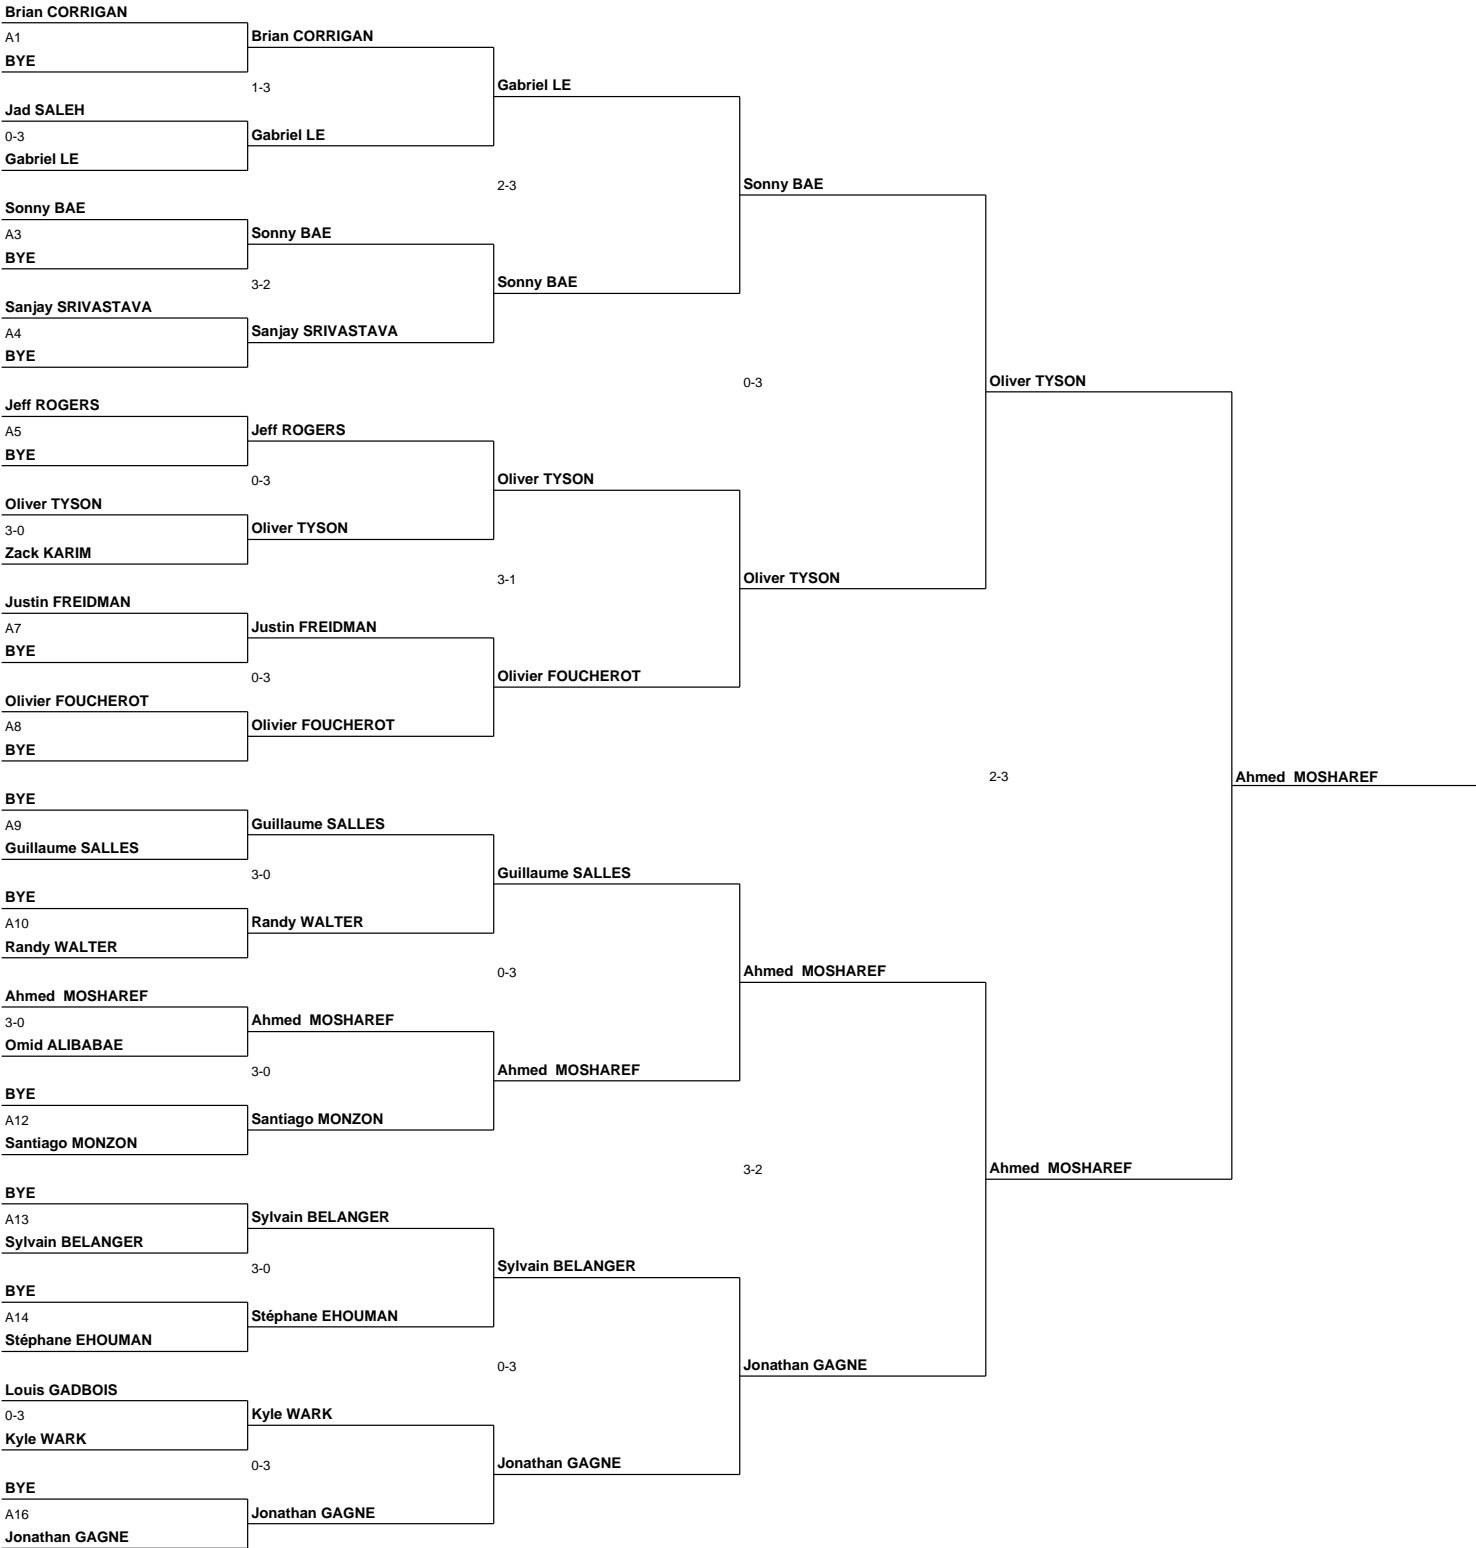 Brian CORRIGAN
A1
BYE
Jad SALEH
0-3
Gabriel LE
Sonny BAE
A3
BYE
Sanjay SRIVASTAVA
A4
BYE
Jeff ROGERS
A5
BYE
Oliver TYSON
3-0
Zack KARIM
Justin FREIDMAN
A7
BYE
Olivier FOUCHEROT
A8
BYE
BYE
A9
Guillaume SALLES
BYE
A10
Randy WALTER
Ahmed MOSHAREF
3-0
Omid ALIBABAE
BYE
A12
Santiago MONZON
BYE
A13
Sylvain BELANGER
BYE
A14
Stéphane EHOUMAN
Louis GADBOIS
0-3
Kyle WARK
BYE
A16
Jonathan GAGNE
Brian CORRIGAN
1-3
Gabriel LE
Sonny BAE
3-2
Sanjay SRIVASTAVA
Jeff ROGERS
0-3
Oliver TYSON
Justin FREIDMAN
0-3
Olivier FOUCHEROT
Guillaume SALLES
3-0
Randy WALTER
Ahmed MOSHAREF
3-0
Santiago MONZON
Sylvain BELANGER
3-0
Stéphane EHOUMAN
Kyle WARK
0-3
Jonathan GAGNE
Gabriel LE
2-3
Sonny BAE
Oliver TYSON
3-1
Olivier FOUCHEROT
Guillaume SALLES
0-3
Ahmed MOSHAREF
Sylvain BELANGER
0-3
Jonathan GAGNE
Sonny BAE
0-3
Oliver TYSON
Ahmed MOSHAREF
3-2
Jonathan GAGNE
Oliver TYSON
2-3
Ahmed MOSHAREF
Ahmed MOSHAREF